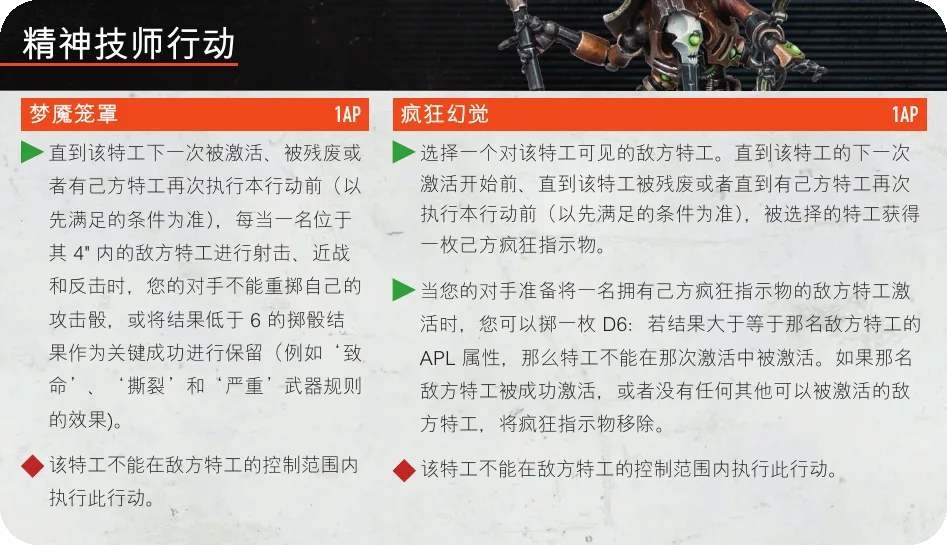 精神技师行动
梦魇笼罩 1AP
直到该特工下一次被激活、被残废或
者有己方特工再次执行本行动前（以
先满足的条件为准），每当一名位于
其 4" 内的敌方特工进行射击、近战
和反击时，您的对手不能重掷自己的
攻击骰，或将结果低于 6 的掷骰结
果作为关键成功进行保留（例如‘致
命’、‘撕裂’和‘严重’武器规则
的效果)。
该特工不能在敌方特工的控制范围内
执行此行动。
疯狂幻觉 1AP
选择一个对该特工可见的敌方特工。直到该特工的下一次
激活开始前、直到该特工被残废或者直到有己方特工再次
执行本行动前（以先满足的条件为准），被选择的特工获得
一枚己方疯狂指示物。
当您的对手准备将一名拥有己方疯狂指示物的敌方特工激
活时，您可以掷一枚 D6：若结果大于等于那名敌方特工的
APL 属性，那么特工不能在那次激活中被激活。如果那名
敌方特工被成功激活，或者没有任何其他可以被激活的敌
方特工，将疯狂指示物移除。
该特工不能在敌方特工的控制范围内执行此行动。